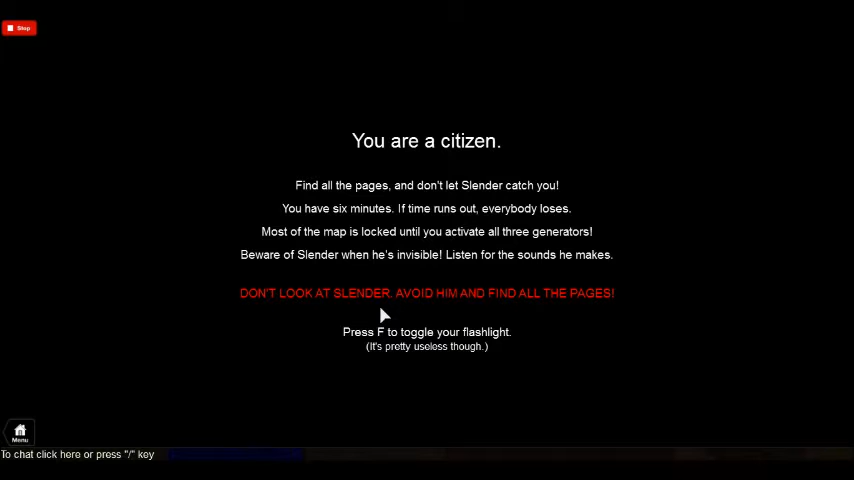 Stop
You are a citizen.
Find all the pages, and don't let Slender catch you!
You have six minutes. If time runs out, everybody loses.
Most of the map is locked until you activate all three generators!
Beware of Slender when he's invisible! Listen for the sounds he makes.
DON'T LOOK AT SLENDER. AVOID HIM AND FIND ALL THE PAGES!
Press F to toggle your flashlight.
(It's pretty useless though.)
Menu
To chat click here or press "/" key